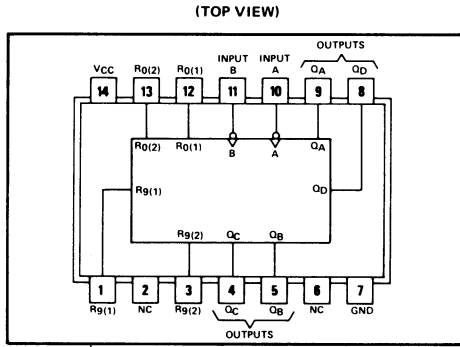 (TOP VIEW)
OUTPUTS
VCC R0(2) R0(1) INPUT B INPUT A QA QD
14 13 12 11 10 9 8
R0(2) R0(1) B A QA
R9(1) QD
R9(2) QC QB
1 2 3 4 5 6 7
R9(1) NC R9(2) QC QB NC GND
OUTPUTS